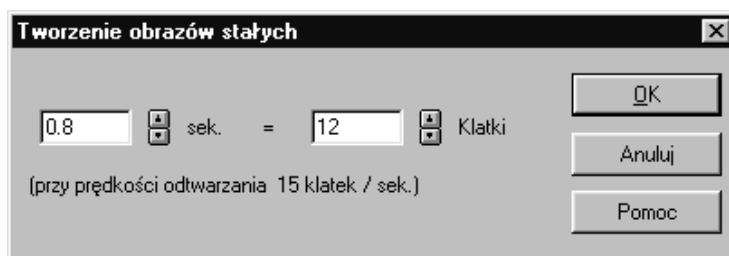 Tworzenie obrazów stałych
0.8 sek. = 12 Klatki
(przy prędkości odtwarzania 15 klatek / sek.)
OK
Anuluj
Pomoc